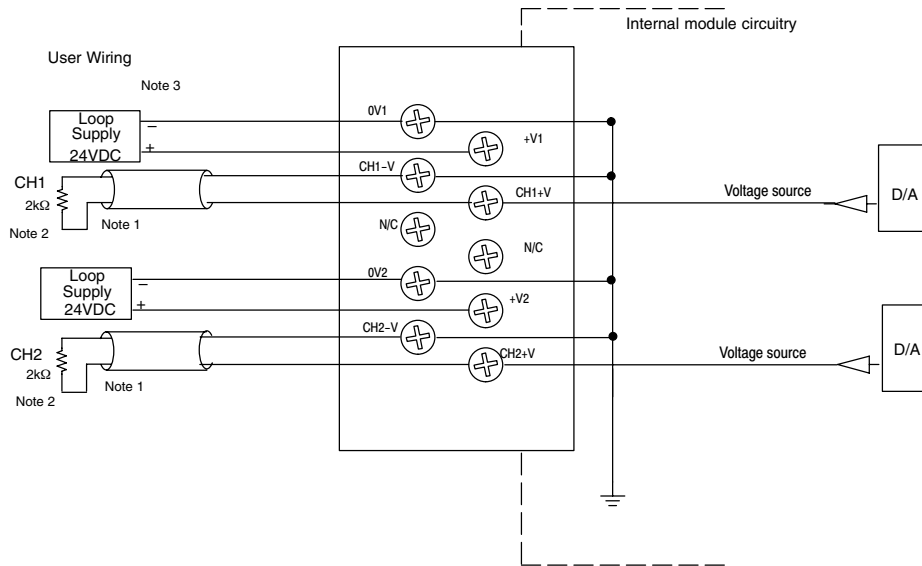 Internal module circuitry
User Wiring
Note 3
Loop
Supply
24VDC
–
+
0V1
+V1
CH1–V
CH1+V
CH1
2kΩ
Note 2
Note 1
N/C
N/C
Voltage source
D/A
Loop
Supply
24VDC
–
+
0V2
+V2
CH2–V
CH2+V
CH2
2kΩ
Note 2
Note 1
Voltage source
D/A